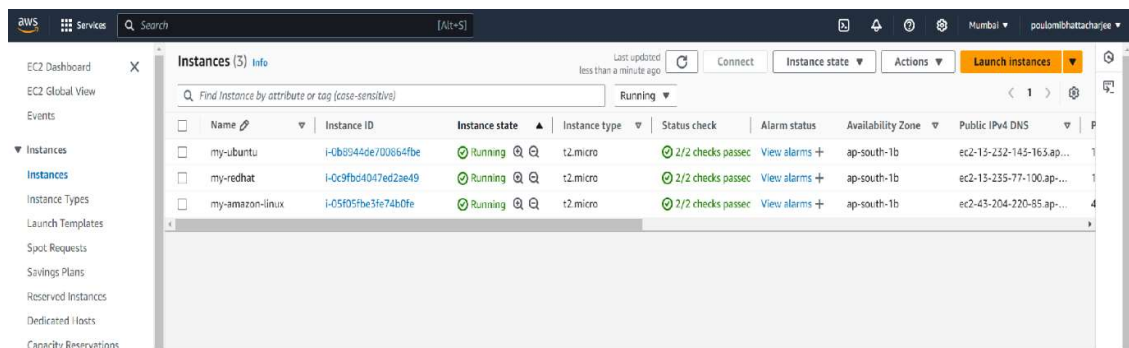 aws Services Search [Alt+S] Mumbai poulomibhattacharjee
EC2 Dashboard
EC2 Global View
Events
Instances
Instances
Instance Types
Launch Templates
Spot Requests
Savings Plans
Reserved Instances
Dedicated Hosts
Capacity Reservations
Instances (3) Info
Last updated
less than a minute ago
Connect Instance state Actions Launch instances
Find Instance by attribute or tag (case-sensitive) Running 1
Name Instance ID Instance state Instance type Status check Alarm status Availability Zone Public IPv4 DNS P
my-ubuntu i-0b8944de700864fbe Running t2.micro 2/2 checks passec View alarms + ap-south-1b ec2-13-232-143-163.ap... 1
my-redhat i-0c9fbd4047ed2ae49 Running t2.micro 2/2 checks passec View alarms + ap-south-1b ec2-13-235-77-100.ap-... 1
my-amazon-linux i-05f05fbe3fe74b0fe Running t2.micro 2/2 checks passec View alarms + ap-south-1b ec2-43-204-220-85.ap-... 4